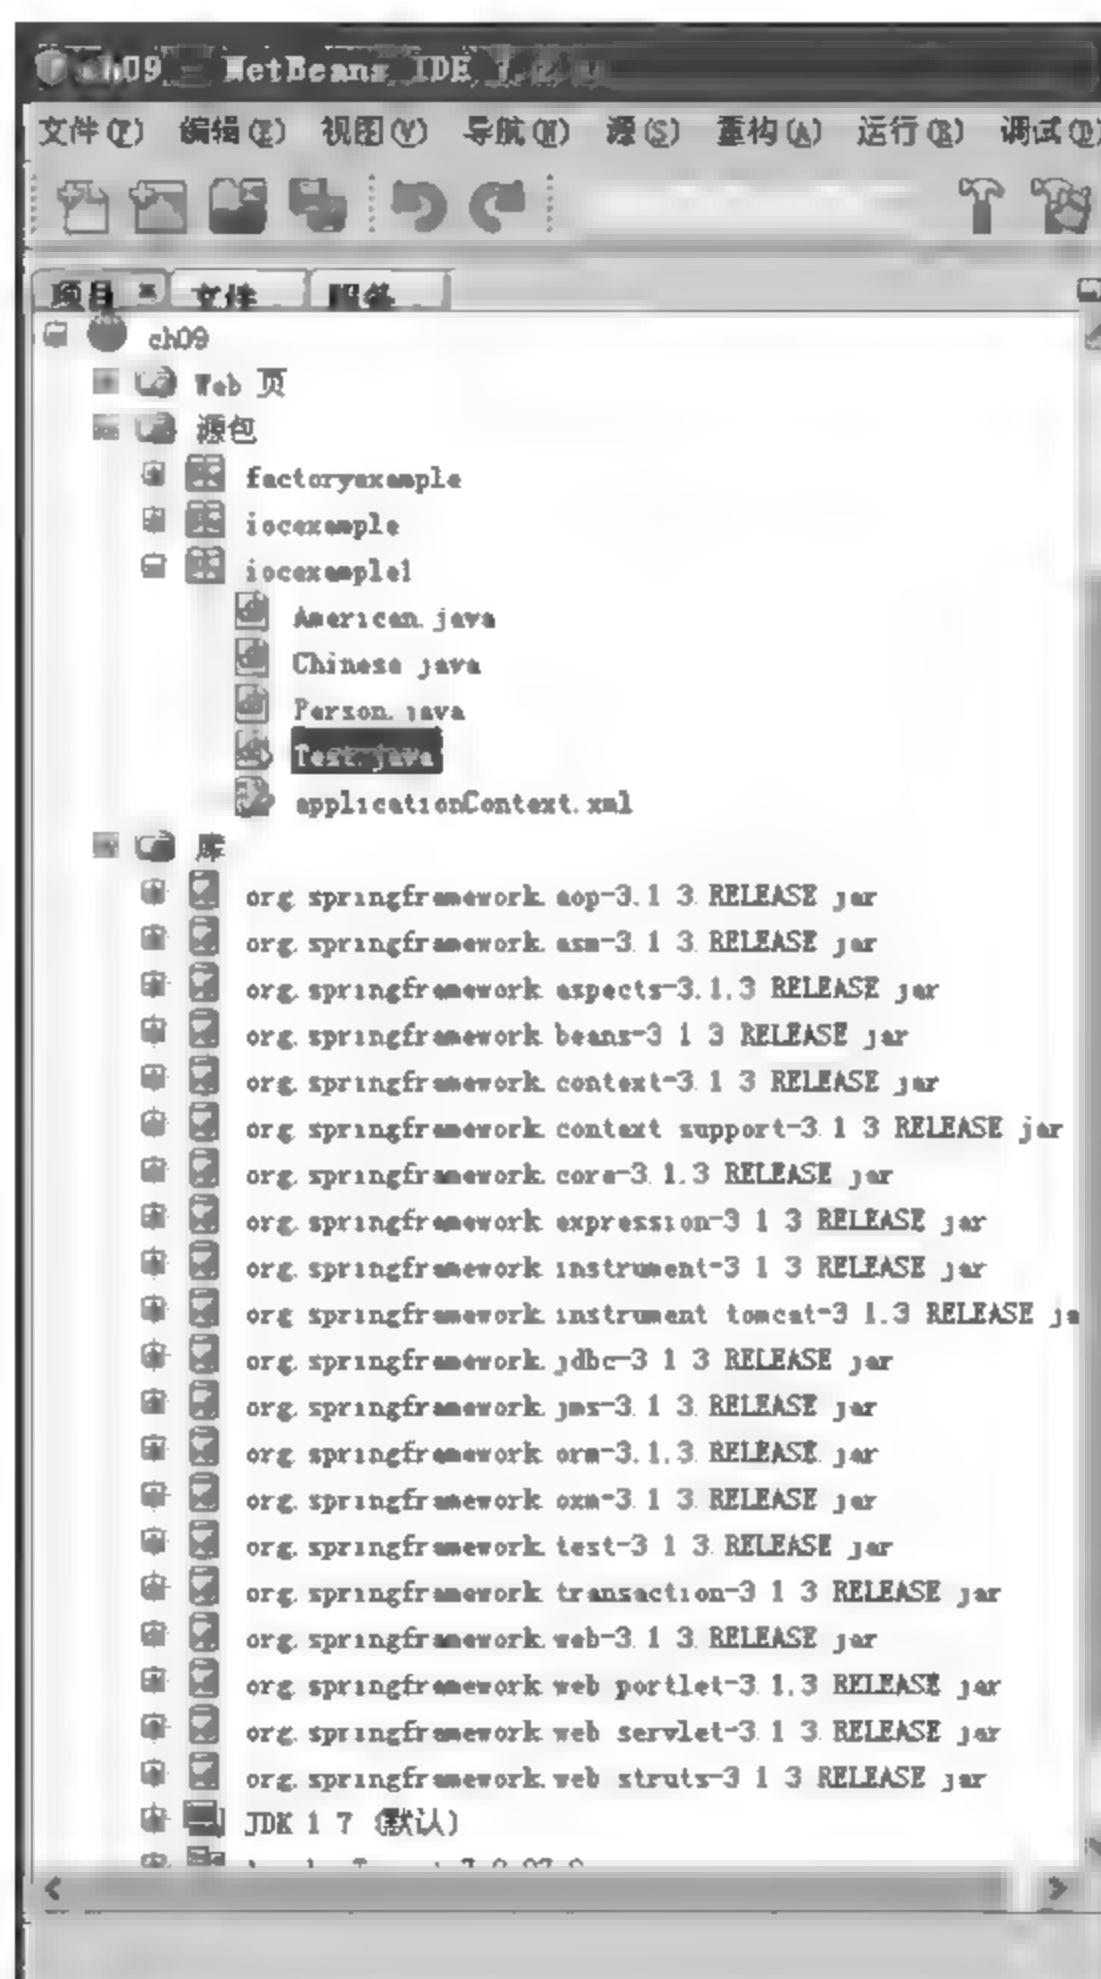 ch09 - NetBeans IDE
文件(F) 编辑(E) 视图(V) 导航(N) 源(S) 重构(A) 运行(R) 调试(D)
项目 文件 服务
ch09
Web 页
源包
factoryexample
iocexample
iocexample1
American.java
Chinese.java
Person.java
Test.java
applicationContext.xml
库
org.springframework.aop-3.1.3.RELEASE.jar
org.springframework.asm-3.1.3.RELEASE.jar
org.springframework.aspects-3.1.3.RELEASE.jar
org.springframework.beans-3.1.3.RELEASE.jar
org.springframework.context-3.1.3.RELEASE.jar
org.springframework.context.support-3.1.3.RELEASE.jar
org.springframework.core-3.1.3.RELEASE.jar
org.springframework.expression-3.1.3.RELEASE.jar
org.springframework.instrument-3.1.3.RELEASE.jar
org.springframework.instrument.tomcat-3.1.3.RELEASE.ja
org.springframework.jdbc-3.1.3.RELEASE.jar
org.springframework.jms-3.1.3.RELEASE.jar
org.springframework.orm-3.1.3.RELEASE.jar
org.springframework.oxm-3.1.3.RELEASE.jar
org.springframework.test-3.1.3.RELEASE.jar
org.springframework.transaction-3.1.3.RELEASE.jar
org.springframework.web-3.1.3.RELEASE.jar
org.springframework.web.portlet-3.1.3.RELEASE.jar
org.springframework.web.servlet-3.1.3.RELEASE.jar
org.springframework.web.struts-3.1.3.RELEASE.jar
JDK 1.7 (默认)